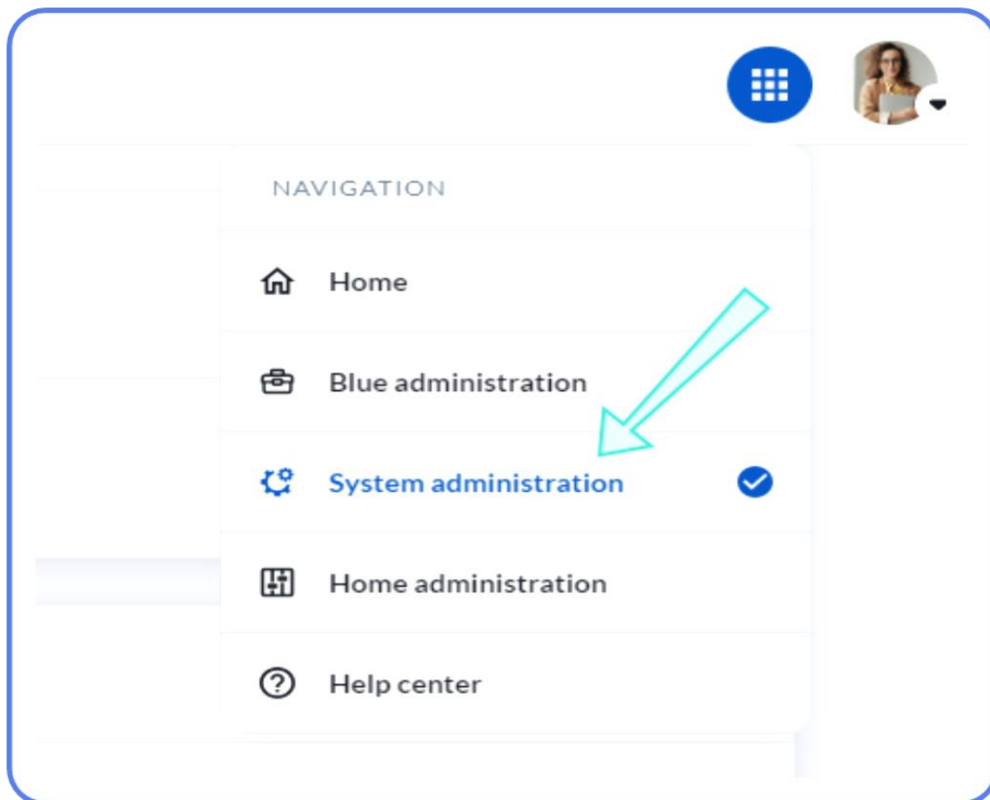 NAVIGATION
Home
Blue administration
System administration
Home administration
Help center